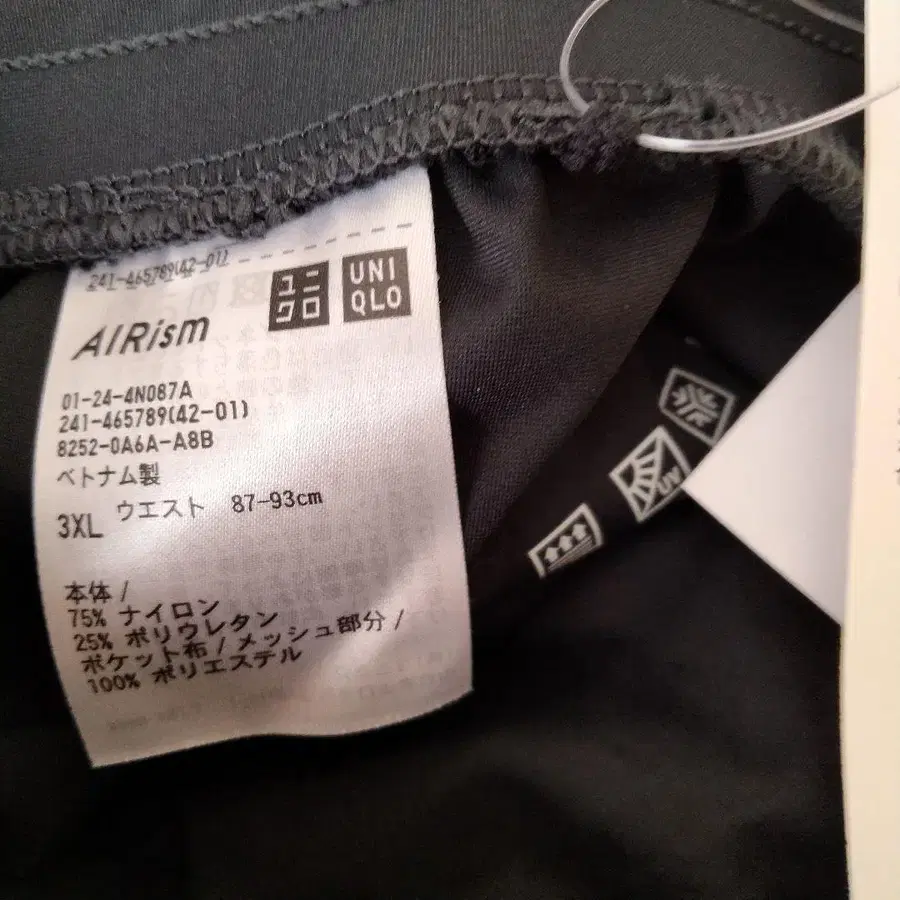 241-465789(42-01)
ユニ
クロ
UNI
QLO
AIRism
01-24-4N087A
241-465789(42-01)
8252-0A6A-A8B
ベトナム製
3XL ウエスト 87-93cm
本体 /
75% ナイロン
25% ポリウレタン
ポケット布 / メッシュ部分 /
100% ポリエステル
UV